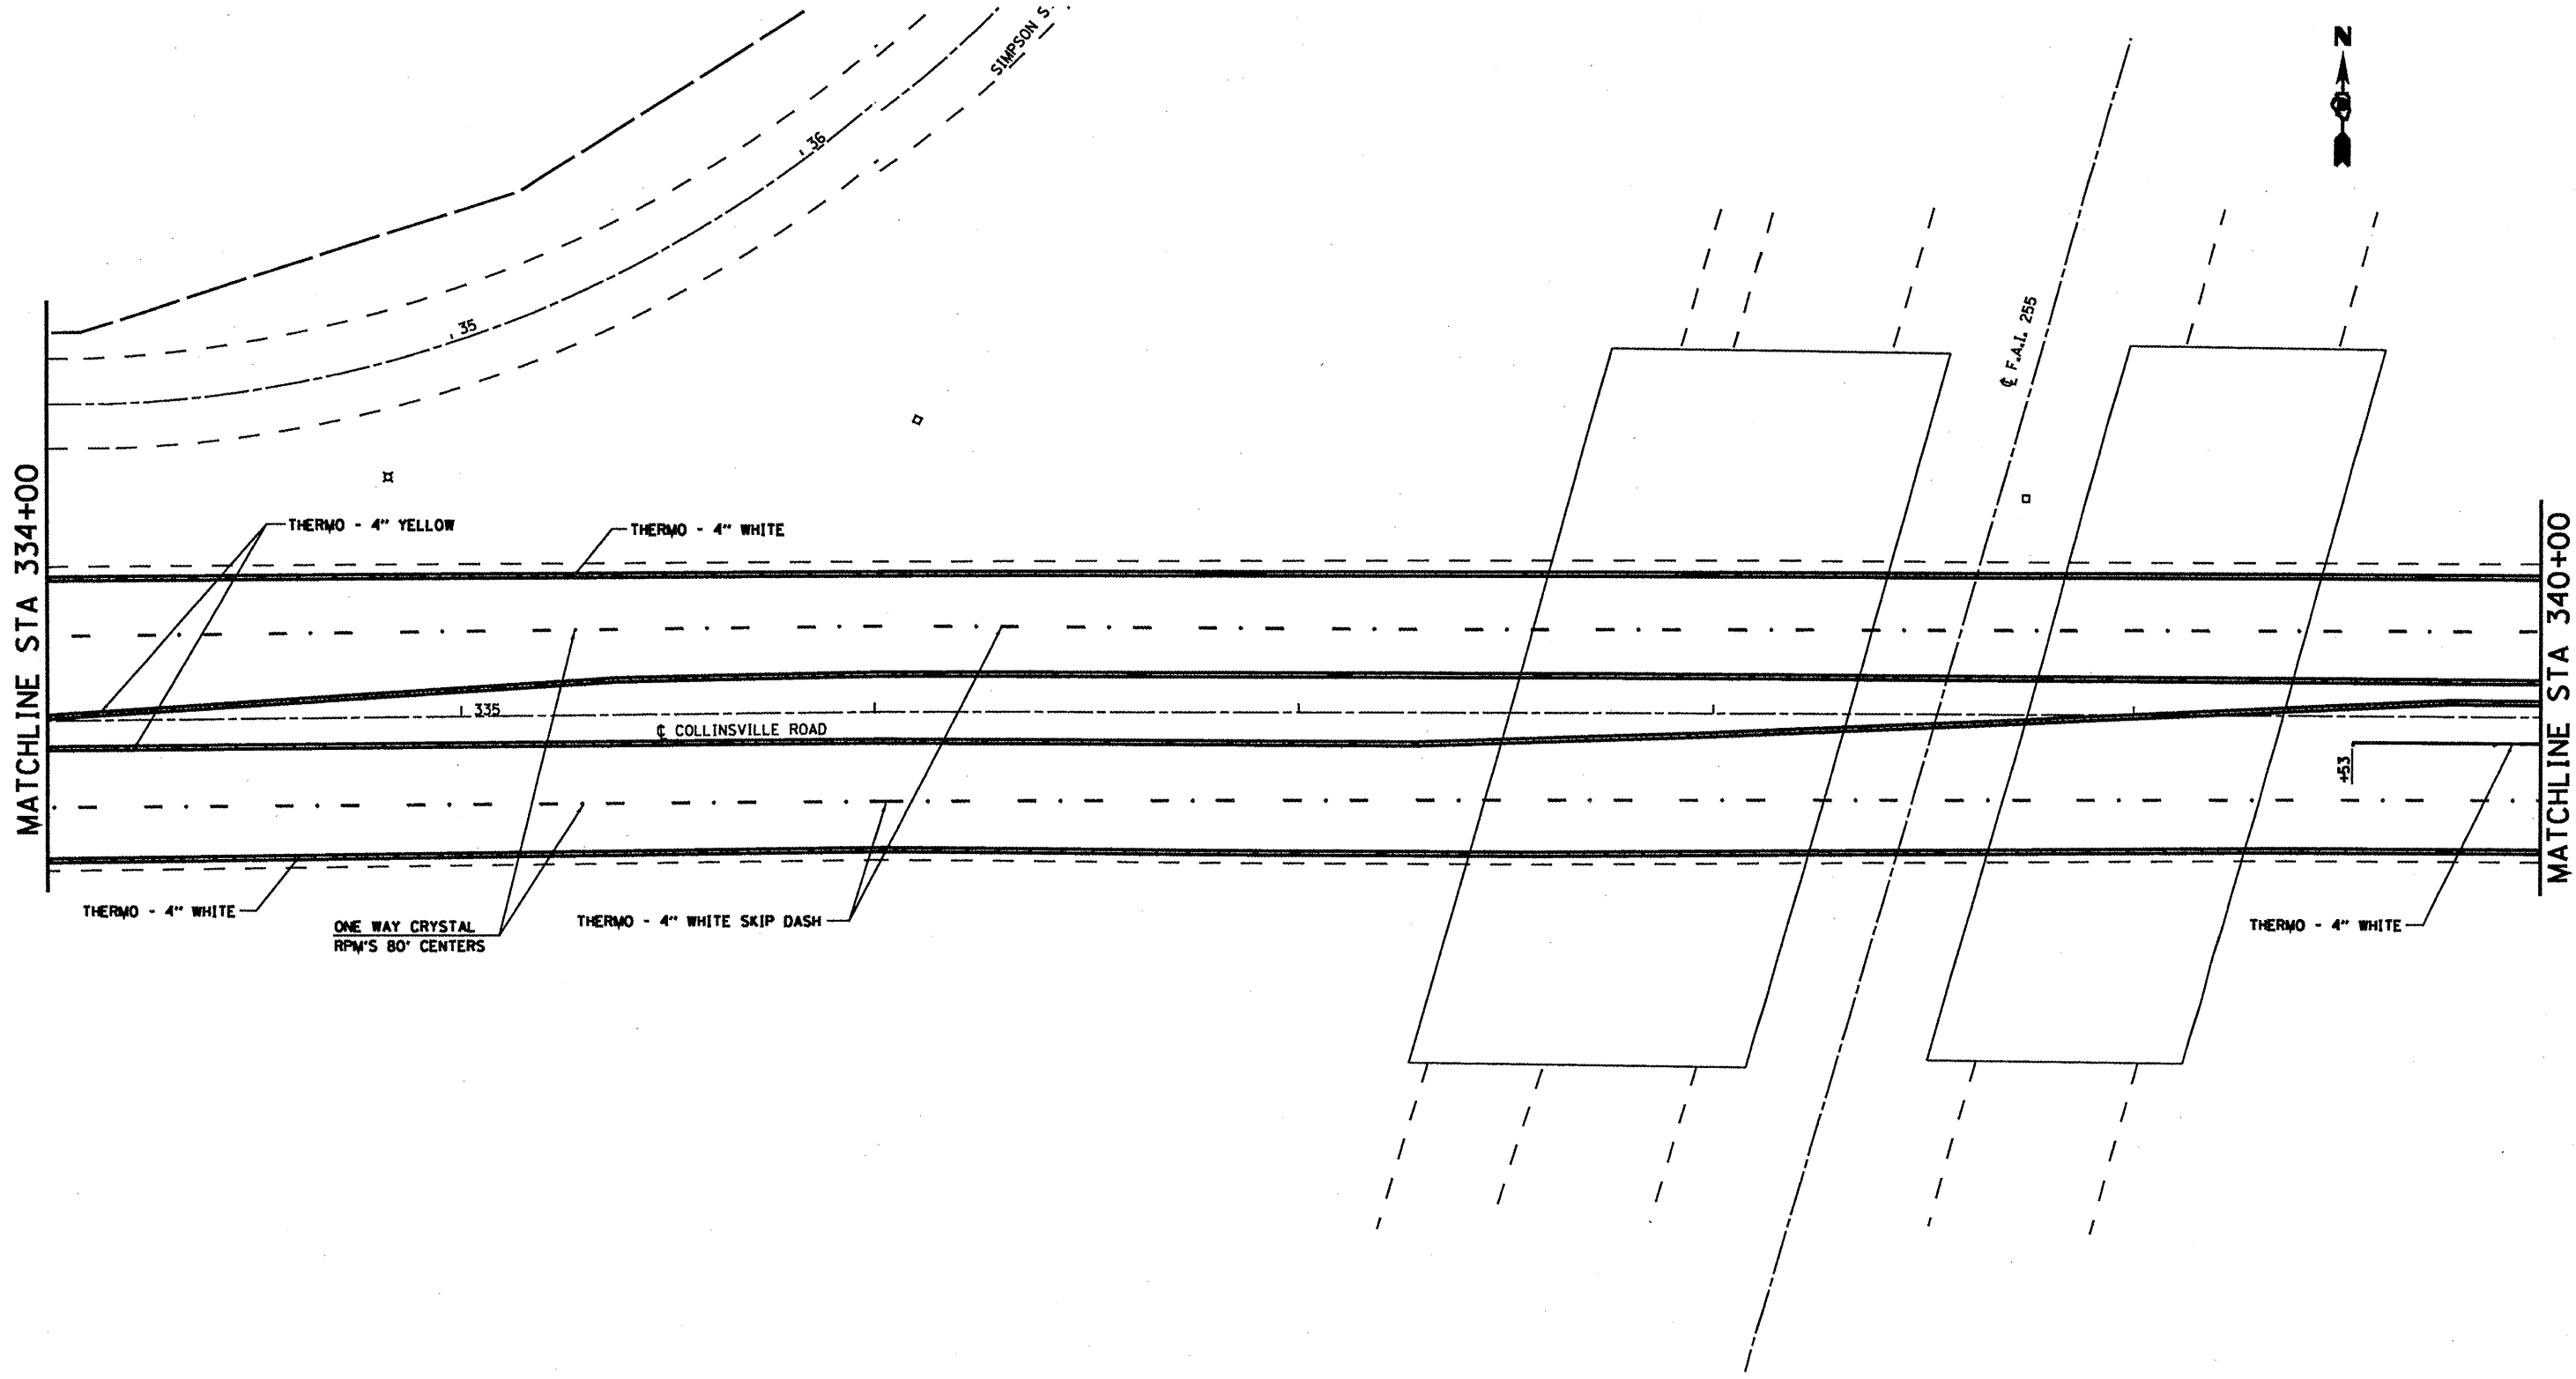 SIMPSON S
N
36
35
℄ F.A.I. 255
MATCHLINE STA 334+00
THERMO - 4" YELLOW
THERMO - 4" WHITE
MATCHLINE STA 340+00
335
℄ COLLINSVILLE ROAD
+53
THERMO - 4" WHITE
ONE WAY CRYSTAL
RPM'S 80' CENTERS
THERMO - 4" WHITE SKIP DASH
THERMO - 4" WHITE